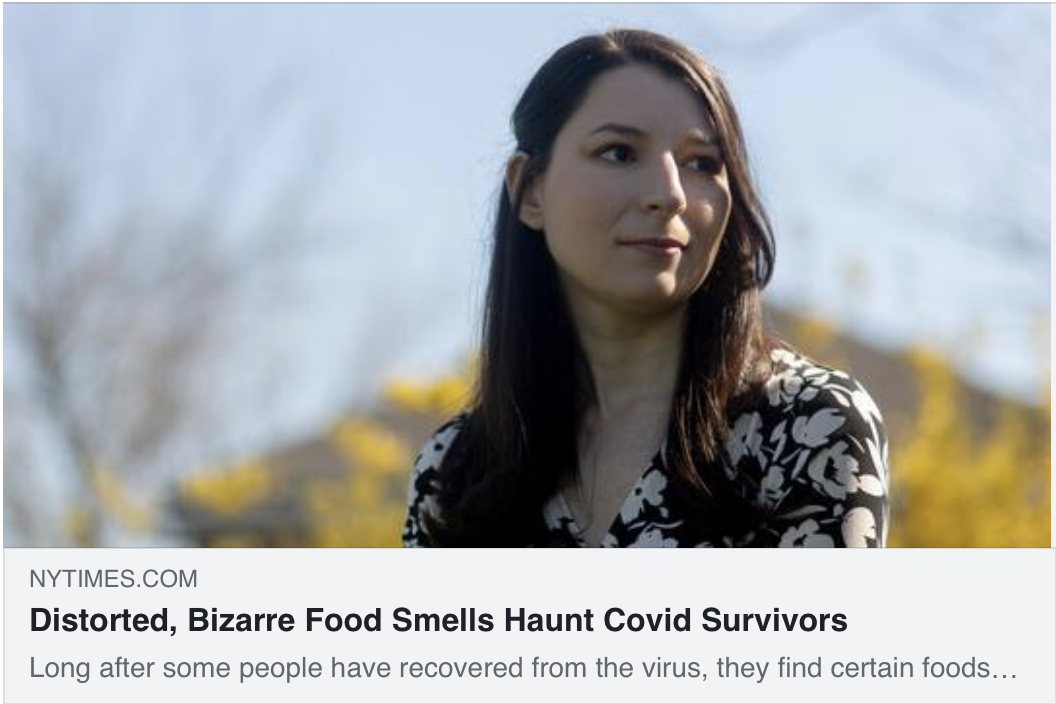 NYTIMES.COM
Distorted, Bizarre Food Smells Haunt Covid Survivors
Long after some people have recovered from the virus, they find certain foods…